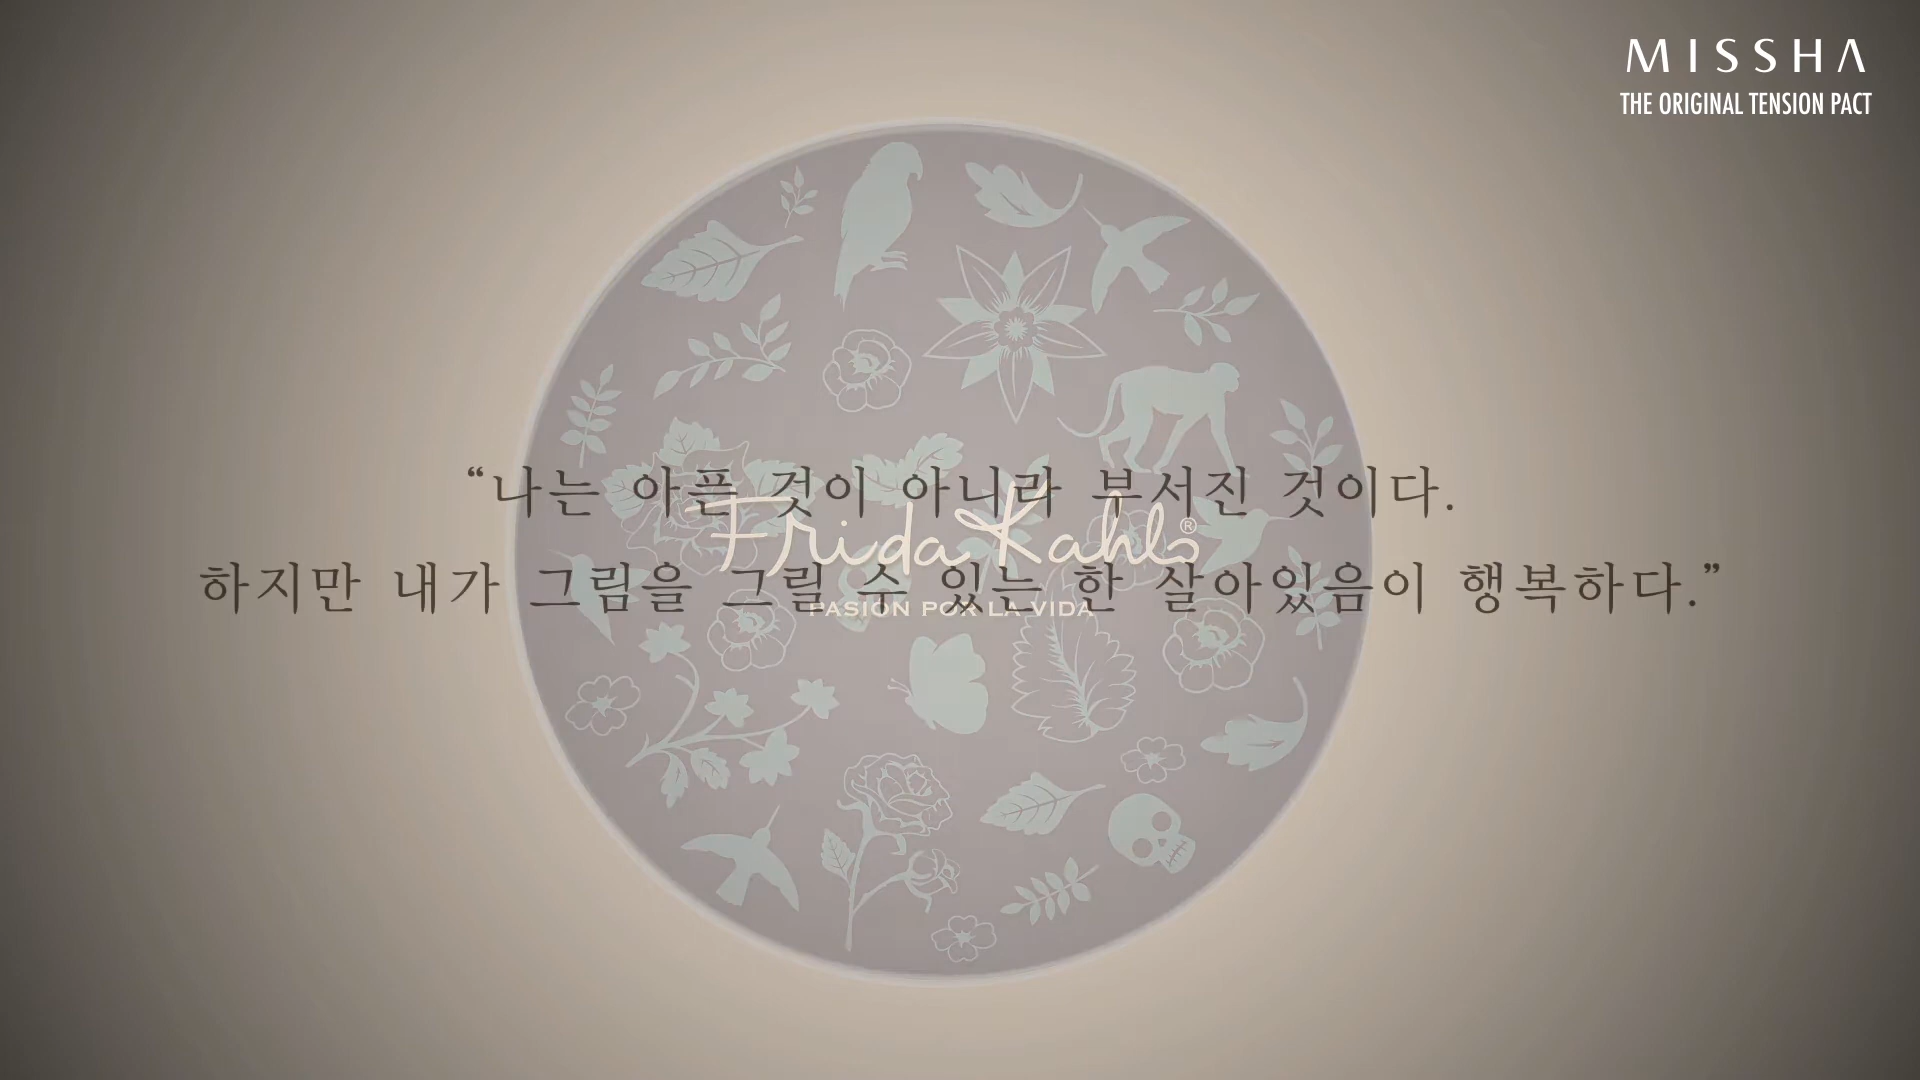 MISSHA
THE ORIGINAL TENSION PACT
“나는 아픈 것이 아니라 부서진 것이다.
Frida Kahlo®
하지만 내가 그림을 그릴 수 있는 한 살아있음이 행복하다.”
PASIÓN POR LA VIDA